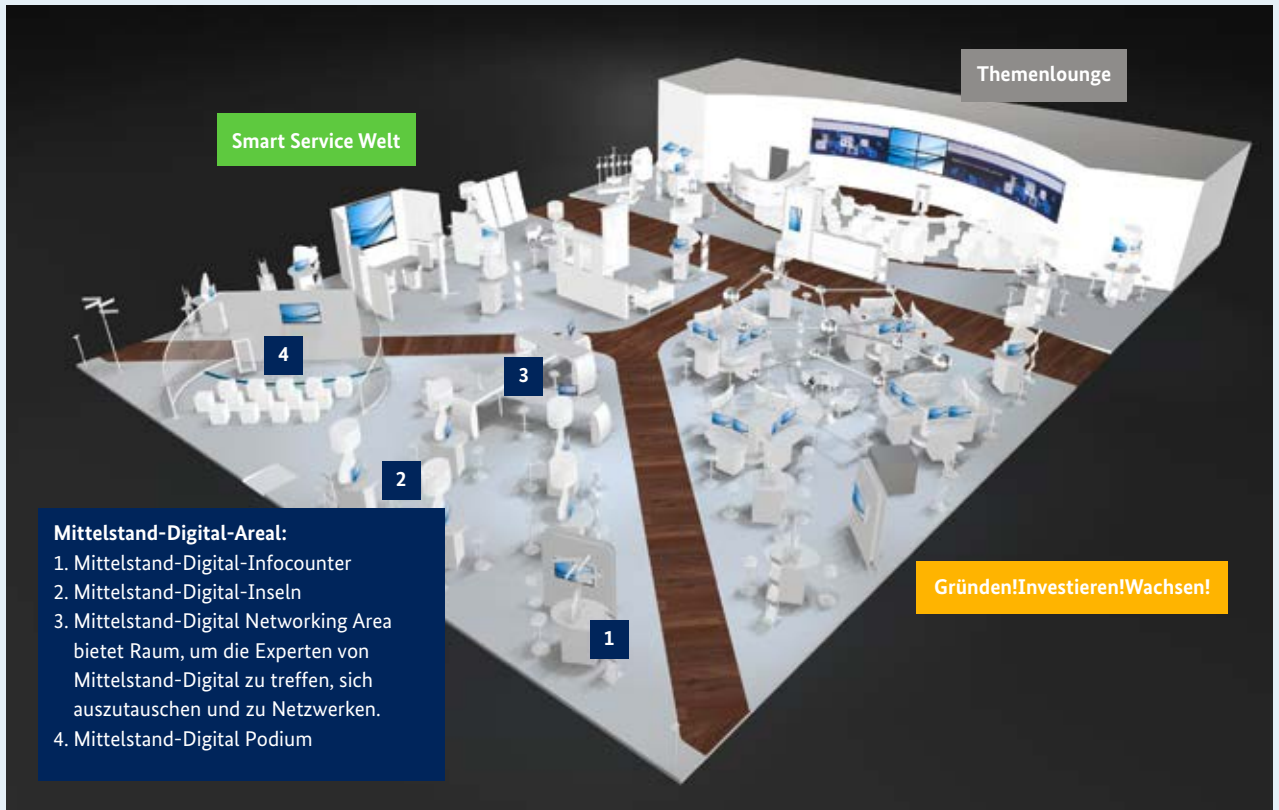 Themenlounge
Smart Service Welt
4
3
2
Mittelstand-Digital-Areal:
1. Mittelstand-Digital-Infocounter
2. Mittelstand-Digital-Inseln
3. Mittelstand-Digital Networking Area
bietet Raum, um die Experten von
Mittelstand-Digital zu treffen, sich
auszutauschen und zu Netzwerken.
4. Mittelstand-Digital Podium
Gründen!Investieren!Wachsen!
1